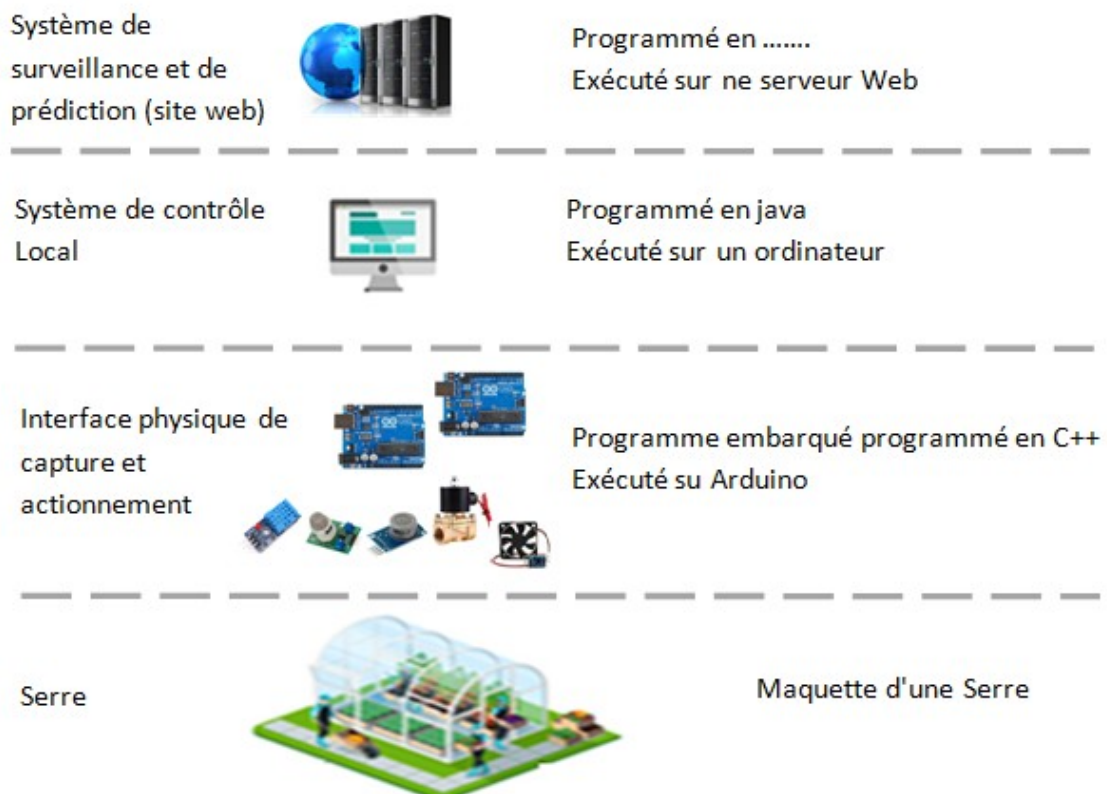 Système de
surveillance et de
prédiction (site web)
Programmé en .......
Exécuté sur ne serveur Web
Système de contrôle
Local
Programmé en java
Exécuté sur un ordinateur
Interface physique de
capture et
actionnement
Programme embarqué programmé en C++
Exécuté su Arduino
Serre
Maquette d'une Serre